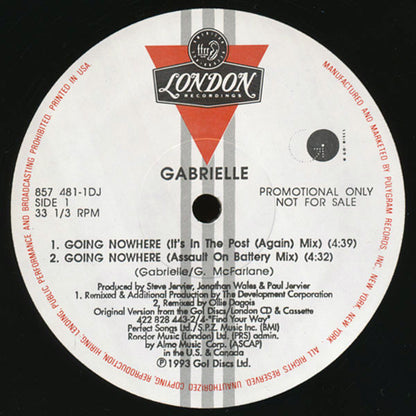 ffrr
LONDON
RECORDINGS
GABRIELLE
857 481-1DJ
SIDE 1
33 1/3 RPM
PROMOTIONAL ONLY
NOT FOR SALE
1. GOING NOWHERE (It's In The Post (Again) Mix) (4:39)
2. GOING NOWHERE (Assault On Battery Mix) (4:32)
(Gabrielle/G. McFarlane)
Produced by Steve Jervier, Jonathan Wales & Paul Jervier
1. Remixed & Additional Production by The Development Corporation
2. Remixed by Ollie Dagois
Original Version from the Go! Discs/London CD & Cassette
422 828 443-2/4-"Find Your Way"
Perfect Songs Ltd./S.P.Z. Music Inc. (BMI)
Rondor Music (London) Ltd. (PRS) admin.
by Almo Music Corp. (ASCAP)
in the U.S. & Canada
℗ 1993 Go! Discs Ltd.
MANUFACTURED AND MARKETED BY POLYGRAM RECORDS INC. NEW YORK, NEW YORK
ALL RIGHTS RESERVED. UNAUTHORIZED COPYING, REPRODUCTION, HIRING, LENDING, PUBLIC PERFORMANCE AND BROADCASTING PROHIBITED. PRINTED IN USA